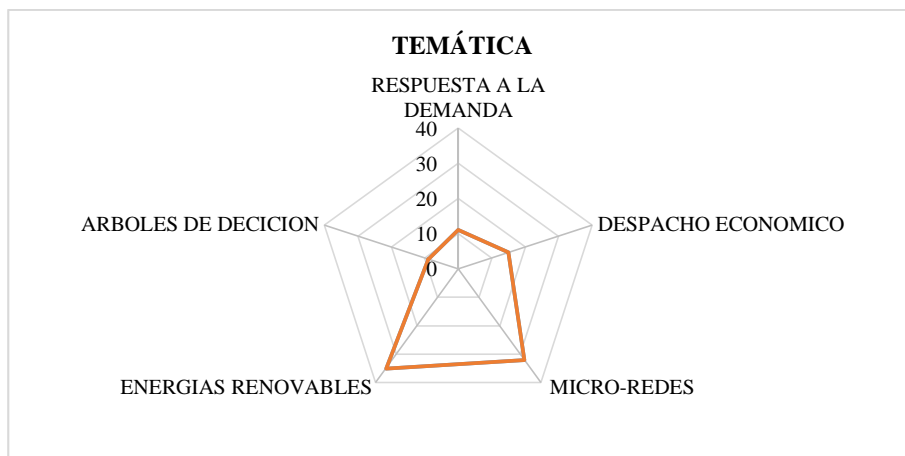 TEMÁTICA
RESPUESTA A LA
DEMANDA
40
30
20
10
0
ARBOLES DE DECICION
DESPACHO ECONOMICO
ENERGIAS RENOVABLES
MICRO-REDES